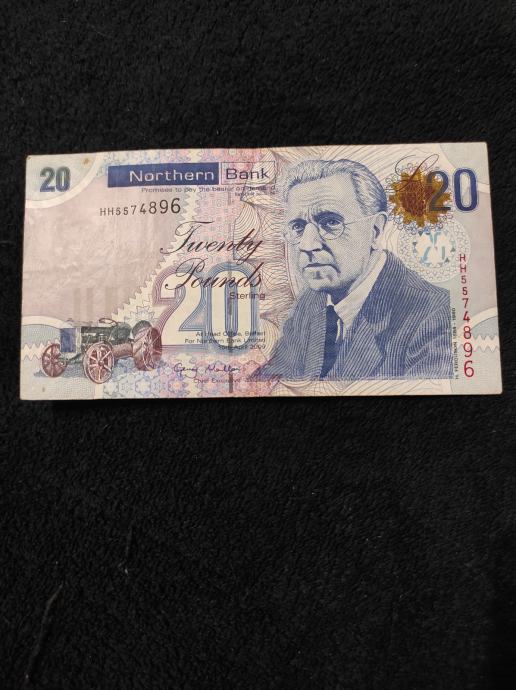 20
Northern Bank
Promises to pay the bearer on demand
HH5574896
Twenty
Pounds
Sterling
20
At Head Office, Belfast
For Northern Bank Limited
2009
Chief Executive
20
HH5574896